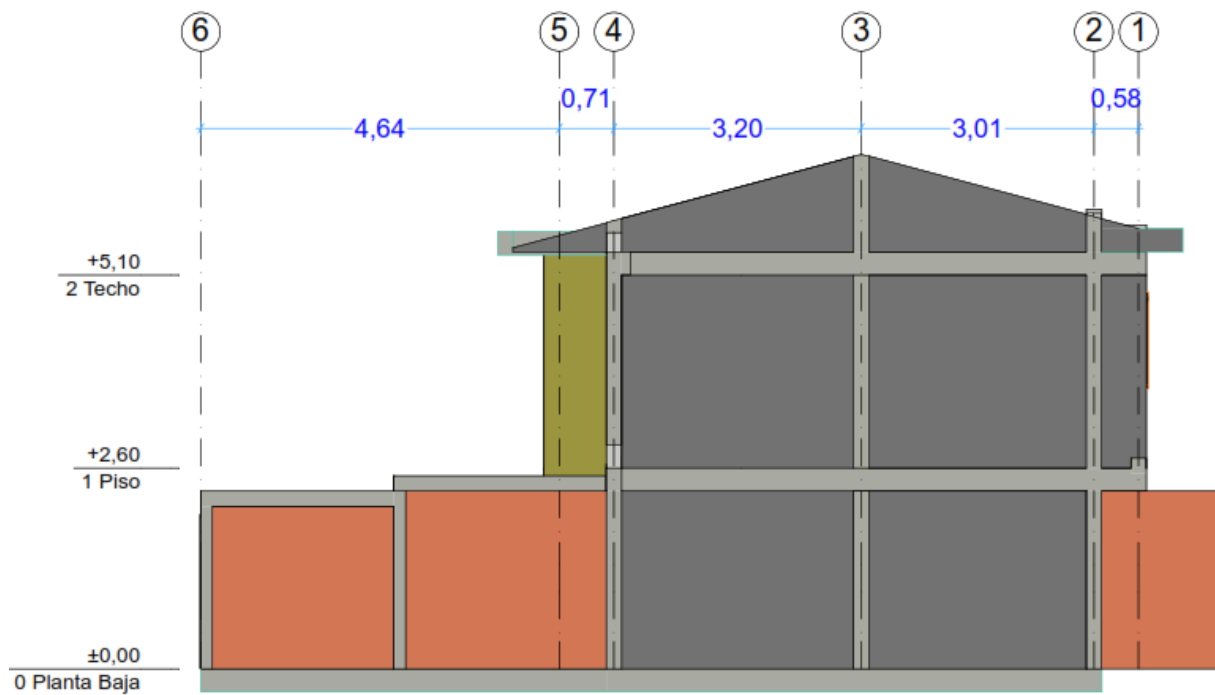 6 5 4 3 2 1
0,71 0,58
4,64 3,20 3,01
+5,10
2 Techo
+2,60
1 Piso
±0,00
0 Planta Baja